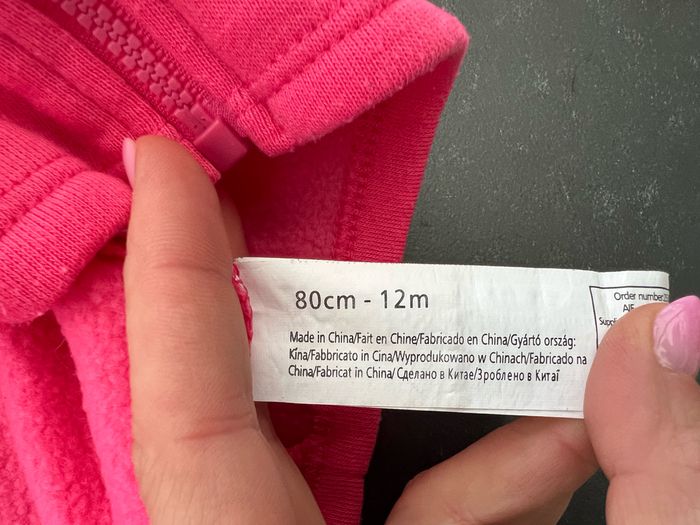 80cm - 12m
Made in China/Fait en Chine/Fabricado en China/Gyártó ország:
Kína/Fabbricato in Cina/Wyprodukowano w Chinach/Fabricado na
China/Fabricat in China/ Сделано в Китае/Зроблено в Китаї
Order number
A/F